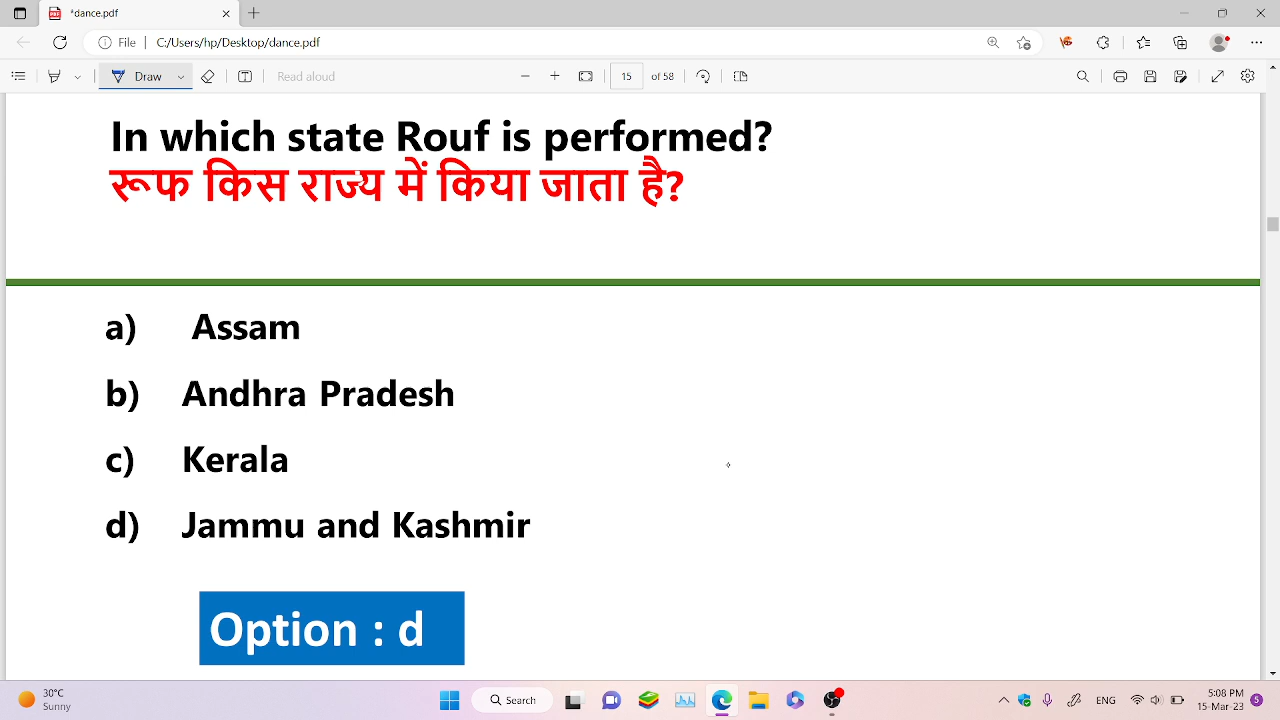 *dance.pdf
File C:/Users/hp/Desktop/dance.pdf
Draw Read aloud 15 of 58
In which state Rouf is performed?
रूफ किस राज्य में किया जाता है?
a) Assam
b) Andhra Pradesh
c) Kerala
d) Jammu and Kashmir
Option : d
30°C
Sunny
Search
ENG
5:08 PM
15-Mar-23
5